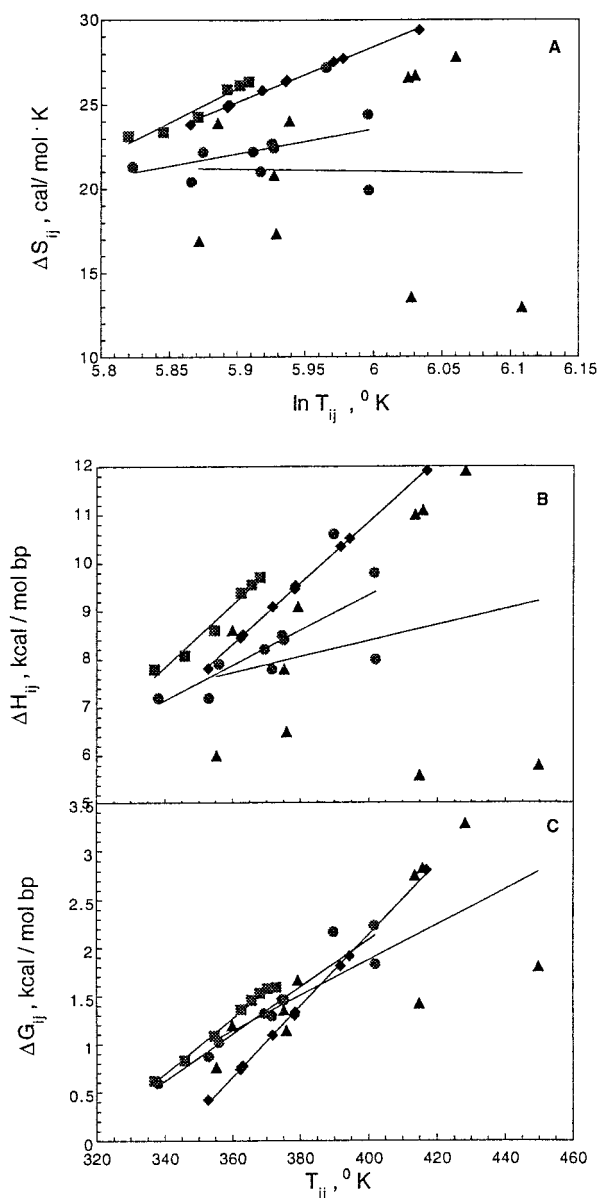 30
25
20
15
10
A
ΔS_ij , cal/mol·K
5.8 5.85 5.9 5.95 6 6.05 6.1 6.15
ln T_ij , ⁰K
12
11
10
9
8
7
6
5
B
ΔH_ij, kcal / mol bp
3.5
3
2.5
2
1.5
1
0.5
0
C
ΔG_ij, kcal / mol bp
320 340 360 380 400 420 440 460
T_ij , ⁰K